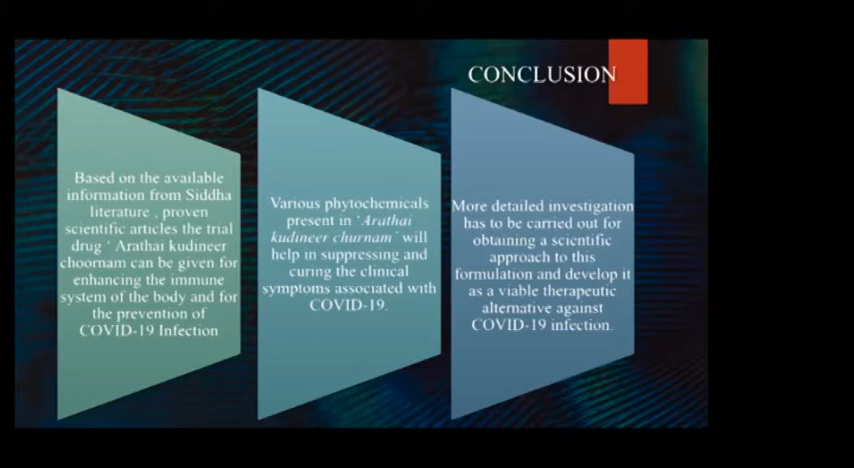 CONCLUSION
Based on the available
information from Siddha
literature , proven
scientific articles the trial
drug ‘ Arathai kudineer
choornam can be given for
enhancing the immune
system of the body and for
the prevention of
COVID-19 Infection
Various phytochemicals
present in ‘Arathai
kudineer churnam’ will
help in suppressing and
curing the clinical
symptoms associated with
COVID-19.
More detailed investigation
has to be carried out for
obtaining a scientific
approach to this
formulation and develop it
as a viable therapeutic
alternative against
COVID-19 infection.